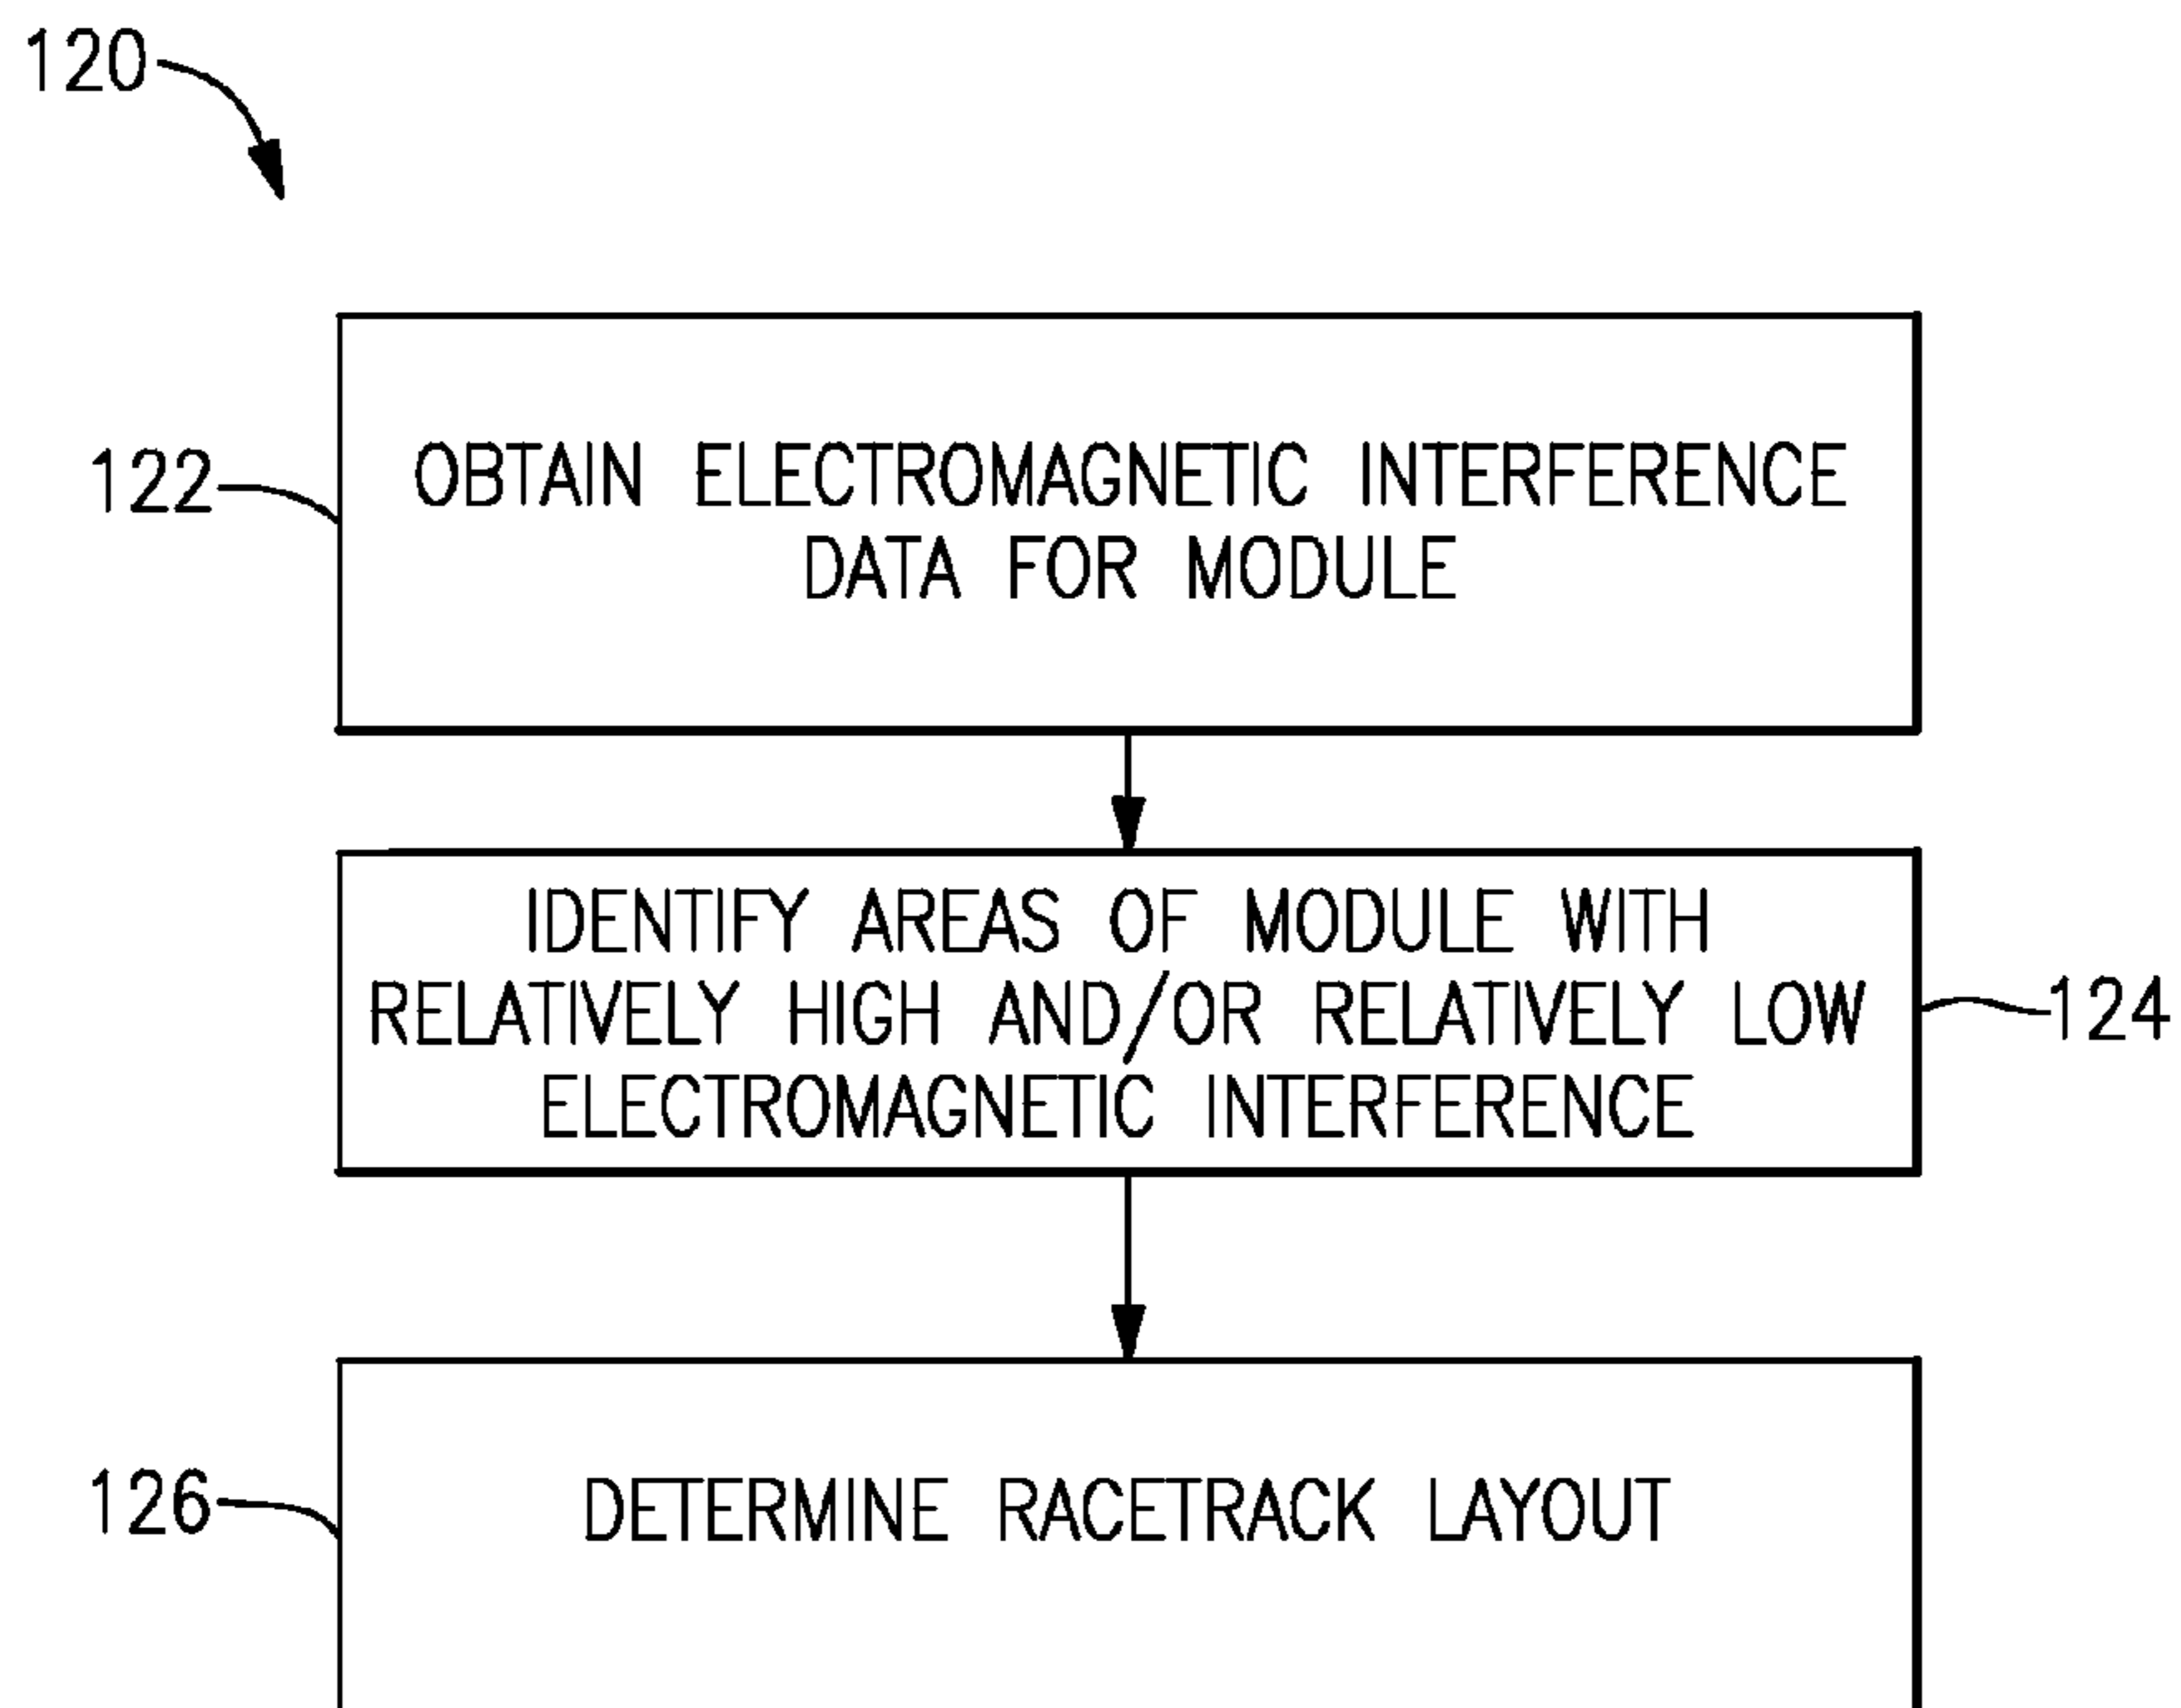 120
122
OBTAIN ELECTROMAGNETIC INTERFERENCE
DATA FOR MODULE
IDENTIFY AREAS OF MODULE WITH
RELATIVELY HIGH AND/OR RELATIVELY LOW
ELECTROMAGNETIC INTERFERENCE
124
126
DETERMINE RACETRACK LAYOUT